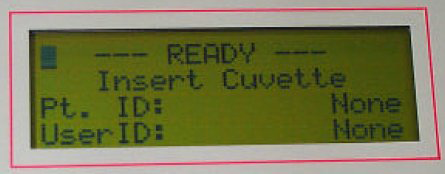 --- READY ---
Insert Cuvette
Pt. ID: None
UserID: None